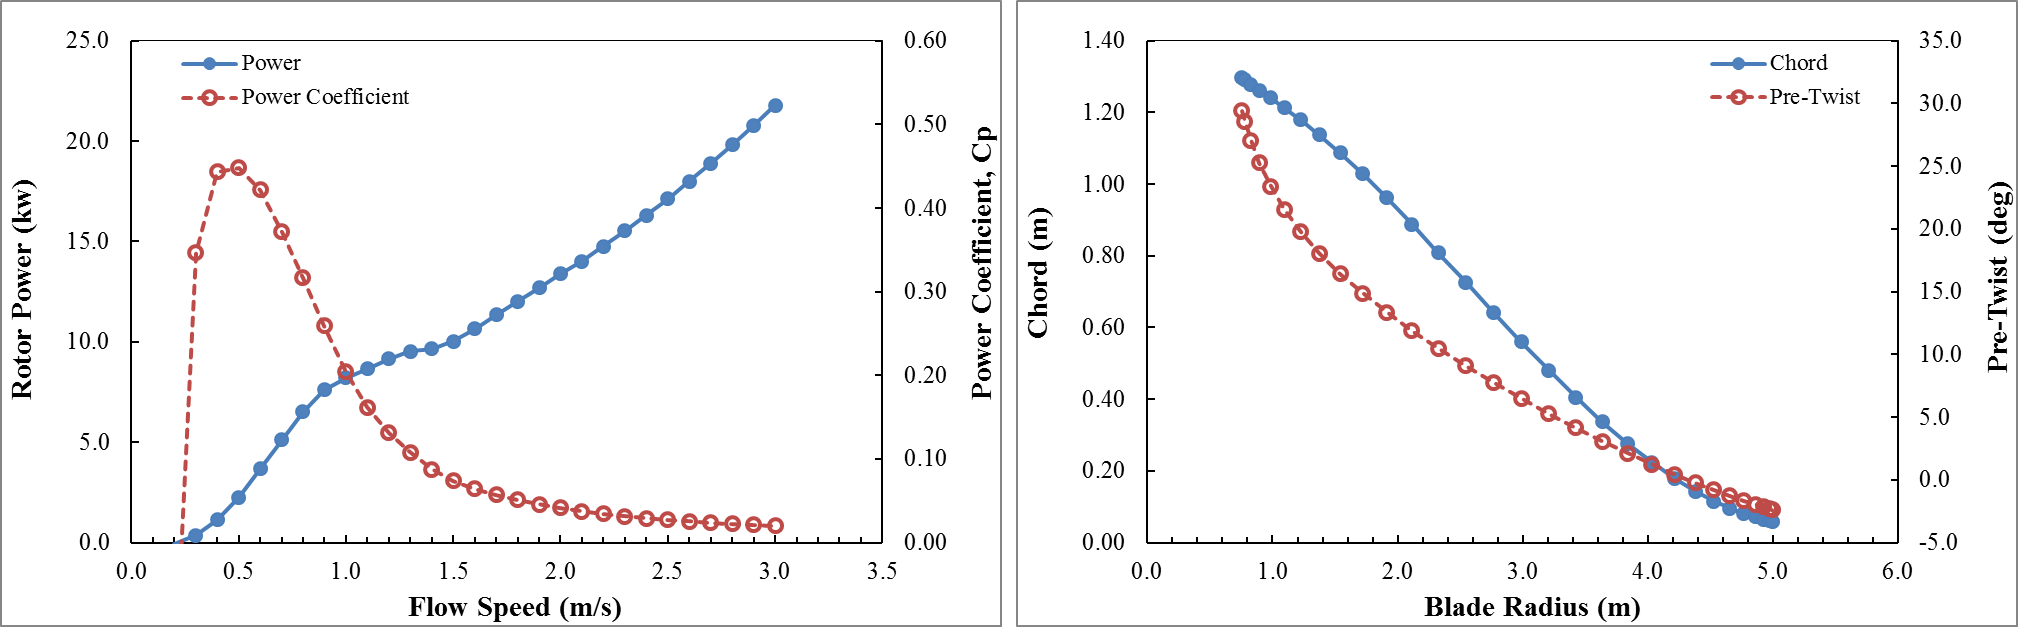 25.0
20.0
15.0
10.0
5.0
0.0
Rotor Power (kw)
Power
Power Coefficient
0.60
0.50
0.40
0.30
0.20
0.10
0.00
Power Coefficient, Cp
0.0 0.5 1.0 1.5 2.0 2.5 3.0 3.5
Flow Speed (m/s)
1.40
1.20
1.00
0.80
0.60
0.40
0.20
0.00
Chord (m)
Chord
Pre-Twist
35.0
30.0
25.0
20.0
15.0
10.0
5.0
0.0
-5.0
Pre-Twist (deg)
0.0 1.0 2.0 3.0 4.0 5.0 6.0
Blade Radius (m)